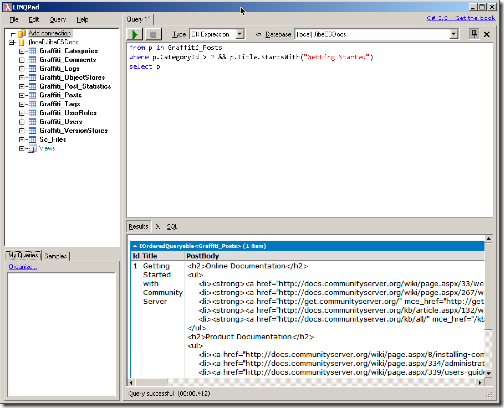 LINQPad
File Edit Query Help
Query 1*
C# 3.0
Type C# Expression
Database
Add connection
Graffiti_Categories
Graffiti_Comments
Graffiti_Logs
Graffiti_ObjectStores
Graffiti_Post_Statistics
Graffiti_Posts
Graffiti_Tags
Graffiti_UserRoles
Graffiti_Users
Graffiti_VersionStores
Sc_Files
Views
from p in Graffiti_Posts
where p.CategoryId > && p.Title.StartsWith("Getting Started")
select p
Results λ SQL
IOrderedQueryable<Graffiti_Posts> (1 item)
Id Title PostBody
1 Getting Started with Community Server
<h2>Online Documentation</h2>
<ul>
<li><strong><a href="http://docs.communityserver.org/wiki/page.aspx/33/we
<li><strong><a href="http://docs.communityserver.org/wiki/page.aspx/267/w
<li><strong><a href="http://get.communityserver.org/" mce_href="http://get
<li><strong><a href="http://docs.communityserver.org/kb/article.aspx/132/w
<li><strong><a href="http://docs.communityserver.org/kb/all/" mce_href="/kb
</ul>
<h2>Product Documentation</h2>
<ul>
<li><a href="http://docs.communityserver.org/wiki/page.aspx/8/installing-com
<li><a href="http://docs.communityserver.org/wiki/page.aspx/334/administrat
<li><a href="http://docs.communityserver.org/wiki/page.aspx/339/users-guide
My Queries Samples
Organize...
Query successful (00:00.412)